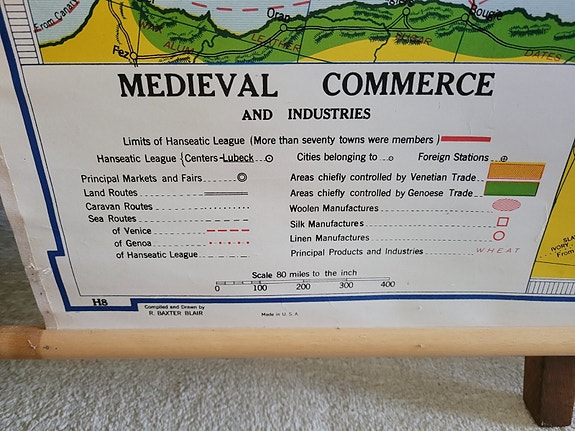 From Canary
Fez
WAX
ALUM
Oran
LEATHER
SUGAR
Bougie
DATES
MEDIEVAL COMMERCE
AND INDUSTRIES
Limits of Hanseatic League (More than seventy towns were members)
Hanseatic League { Centers-Lubeck Cities belonging to Foreign Stations
Principal Markets and Fairs
Land Routes
Caravan Routes
Sea Routes
of Venice
of Genoa
of Hanseatic League
Areas chiefly controlled by Venetian Trade
Areas chiefly controlled by Genoese Trade
Woolen Manufactures
Silk Manufactures
Linen Manufactures
Principal Products and Industries WHEAT
Scale 80 miles to the inch
0 100 200 300 400
H8
Compiled and Drawn by
R. BAXTER BLAIR
Made in U.S.A.
IVORY
From